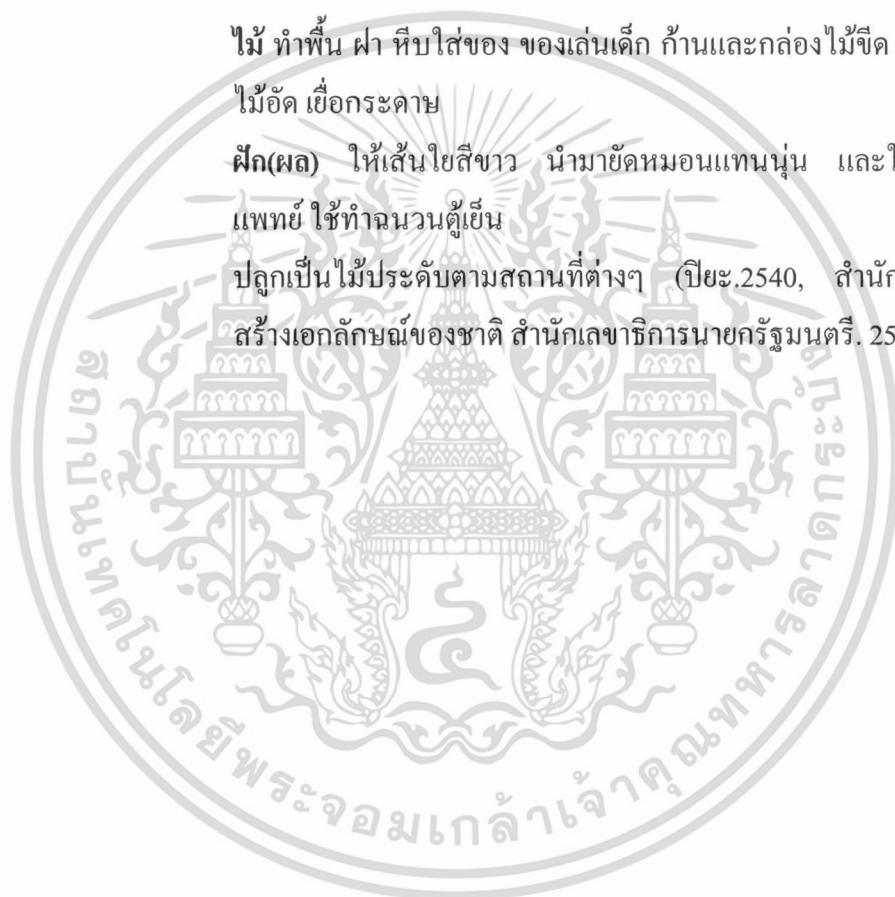 ไม้ ทำพื้น ฝา หีบใส่ของ ของเล่นเด็ก ก้านและกล่องไม้ขีด
ไม้อัด เยื่อกระดาษ
ฝัก(ผล) ให้เส้นใยสีขาว นำมายัดหมอนแทนนุ่น และใ
แพทย์ ใช้ทำฉนวนตู้เย็น
ปลูกเป็นไม้ประดับตามสถานที่ต่างๆ (ปิยะ.2540, สำนัก
สร้างเอกลักษณ์ของชาติ สำนักเลขาธิการนายกรัฐมนตรี. 25
สถาบันเทคโนโลยีพระจอมเกล้าเจ้าคุณทหารลาดกระบัง